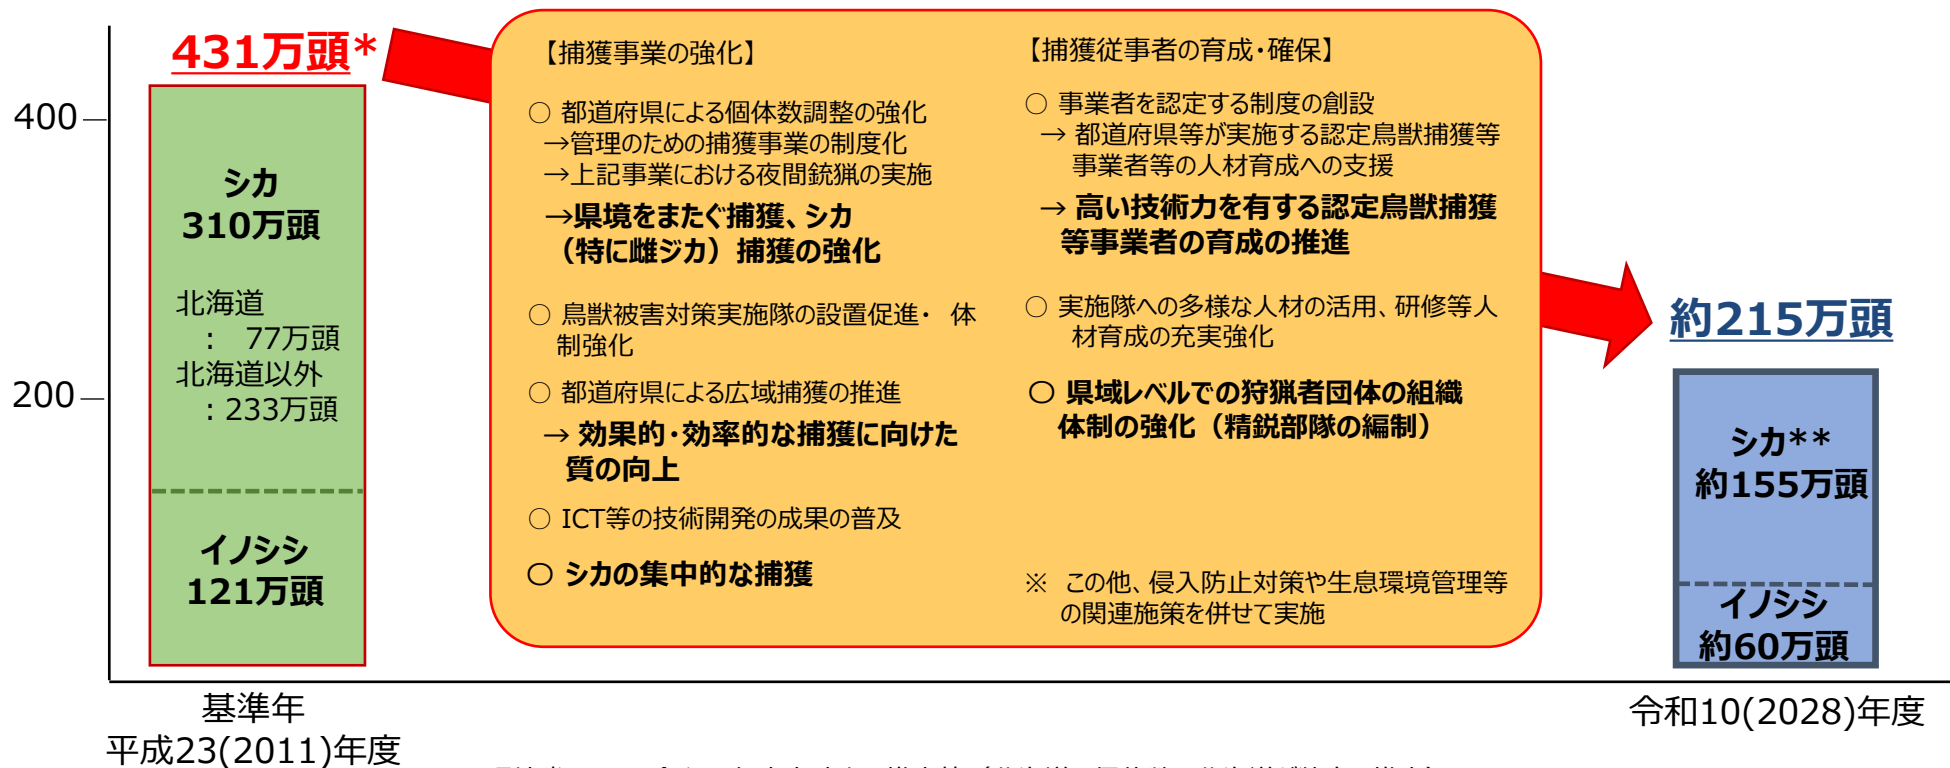 431万頭*
400
200
シカ
310万頭
北海道
： 77万頭
北海道以外
：233万頭
イノシシ
121万頭
基準年
平成23(2011)年度
【捕獲事業の強化】
○ 都道府県による個体数調整の強化
→管理のための捕獲事業の制度化
→上記事業における夜間銃猟の実施
→県境をまたぐ捕獲、シカ
（特に雌ジカ）捕獲の強化
○ 鳥獣被害対策実施隊の設置促進・ 体
制強化
○ 都道府県による広域捕獲の推進
→ 効果的・効率的な捕獲に向けた
質の向上
○ ICT等の技術開発の成果の普及
○ シカの集中的な捕獲
【捕獲従事者の育成・確保】
○ 事業者を認定する制度の創設
→ 都道府県等が実施する認定鳥獣捕獲等
事業者等の人材育成への支援
→ 高い技術力を有する認定鳥獣捕獲
等事業者の育成の推進
○ 実施隊への多様な人材の活用、研修等人
材育成の充実強化
○ 県域レベルでの狩猟者団体の組織
体制の強化（精鋭部隊の編制）
※ この他、侵入防止対策や生息環境管理等
の関連施策を併せて実施
約215万頭
シカ**
約155万頭
イノシシ
約60万頭
令和10(2028)年度